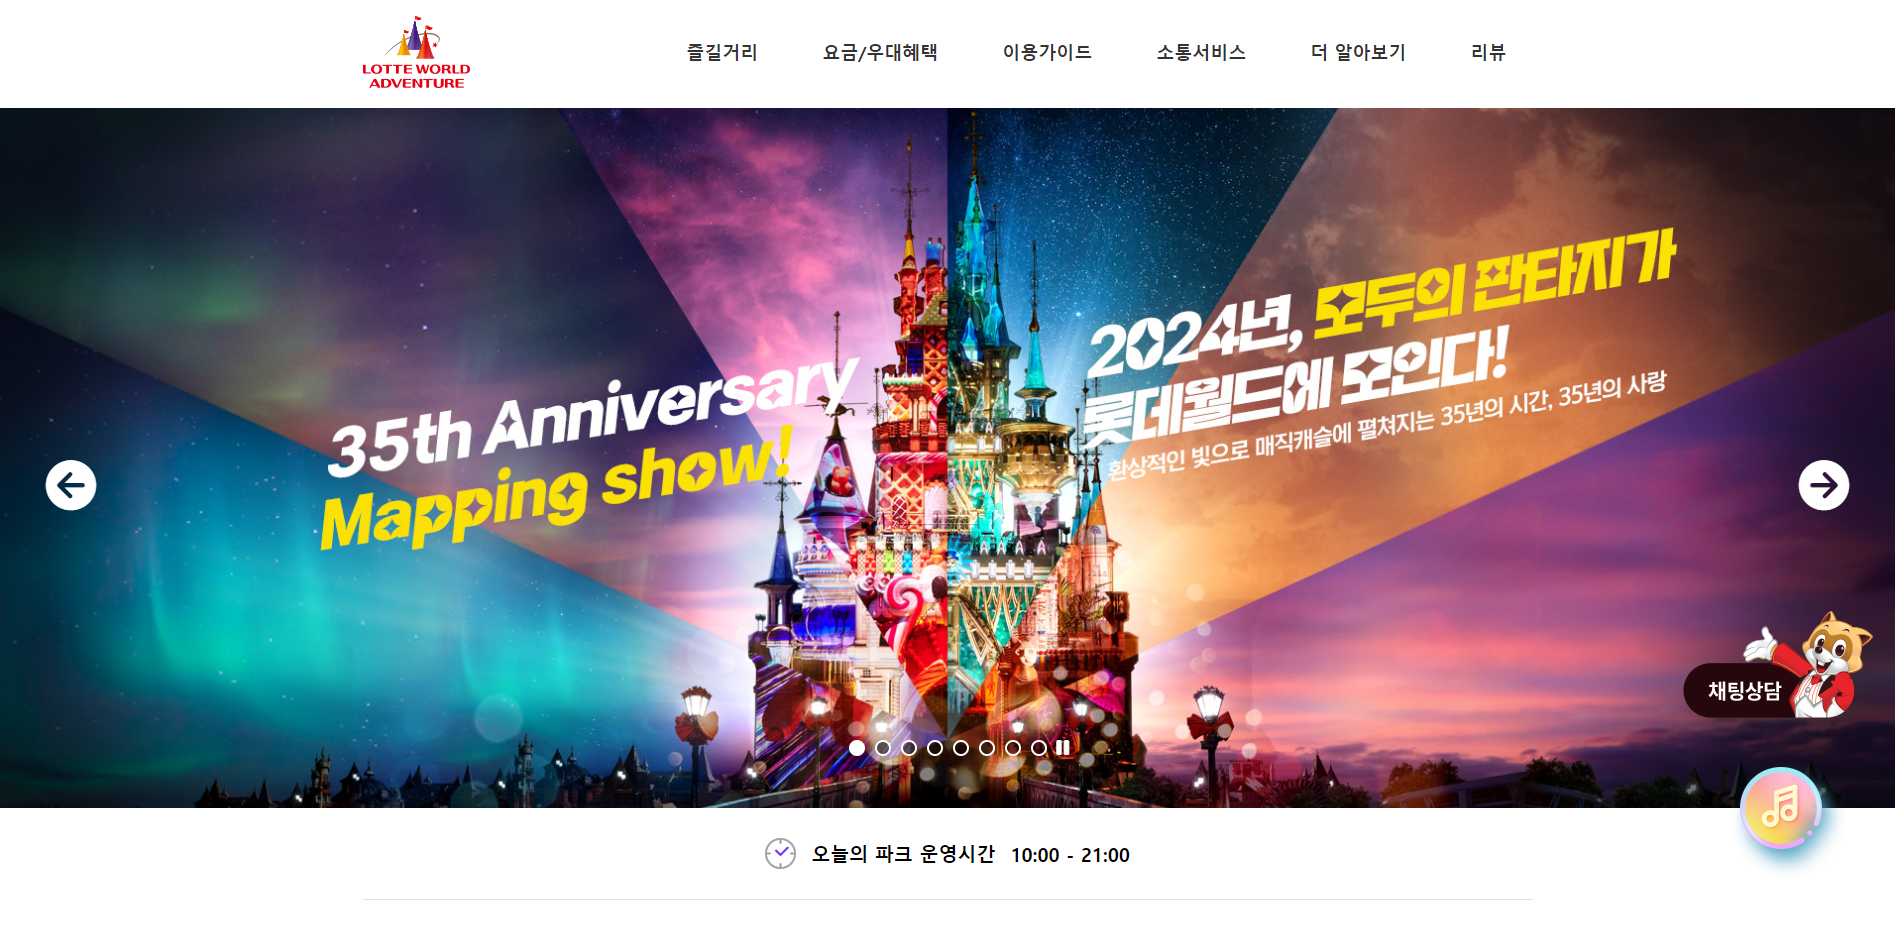 LOTTE WORLD
ADVENTURE
즐길거리
요금/우대혜택
이용가이드
소통서비스
더 알아보기
리뷰
35th Anniversary
Mapping show!
2024년, 모두의 판타지가
롯데월드에 모인다!
환상적인 빛으로 매직캐슬에 펼쳐지는 35년의 시간, 35년의 사랑
채팅상담
오늘의 파크 운영시간 10:00 - 21:00